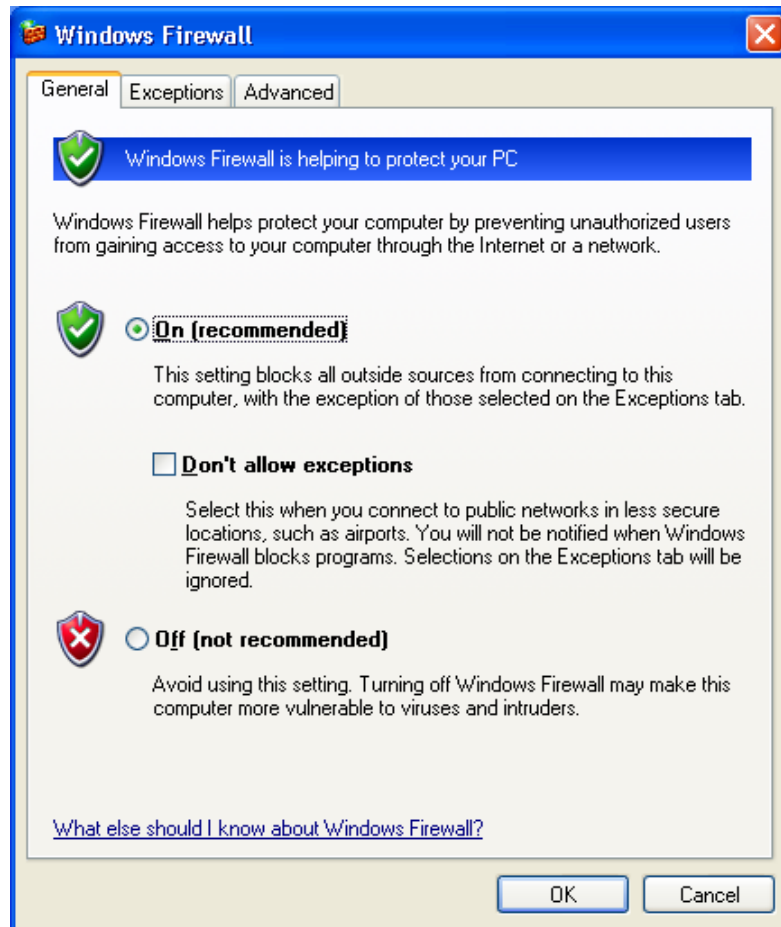 Windows Firewall
General Exceptions Advanced
Windows Firewall is helping to protect your PC
Windows Firewall helps protect your computer by preventing unauthorized users
from gaining access to your computer through the Internet or a network.
On (recommended)
This setting blocks all outside sources from connecting to this
computer, with the exception of those selected on the Exceptions tab.
Don't allow exceptions
Select this when you connect to public networks in less secure
locations, such as airports. You will not be notified when Windows
Firewall blocks programs. Selections on the Exceptions tab will be
ignored.
Off (not recommended)
Avoid using this setting. Turning off Windows Firewall may make this
computer more vulnerable to viruses and intruders.
What else should I know about Windows Firewall?
OK Cancel